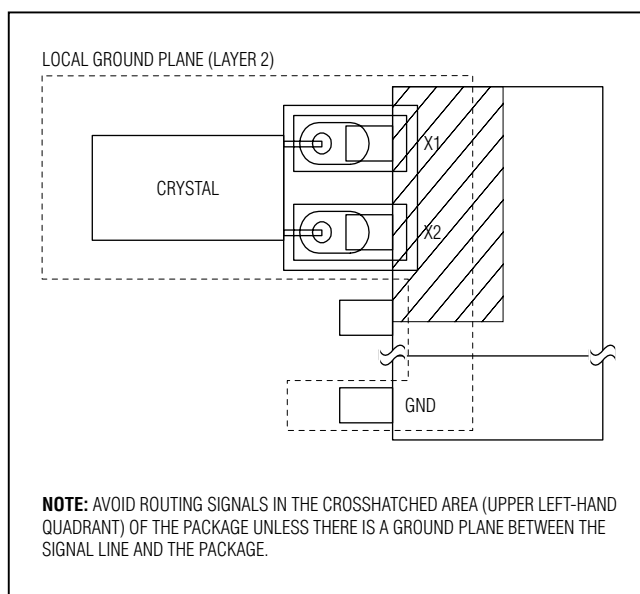 LOCAL GROUND PLANE (LAYER 2)
X1
CRYSTAL
X2
GND
NOTE: AVOID ROUTING SIGNALS IN THE CROSSHATCHED AREA (UPPER LEFT-HAND
QUADRANT) OF THE PACKAGE UNLESS THERE IS A GROUND PLANE BETWEEN THE
SIGNAL LINE AND THE PACKAGE.